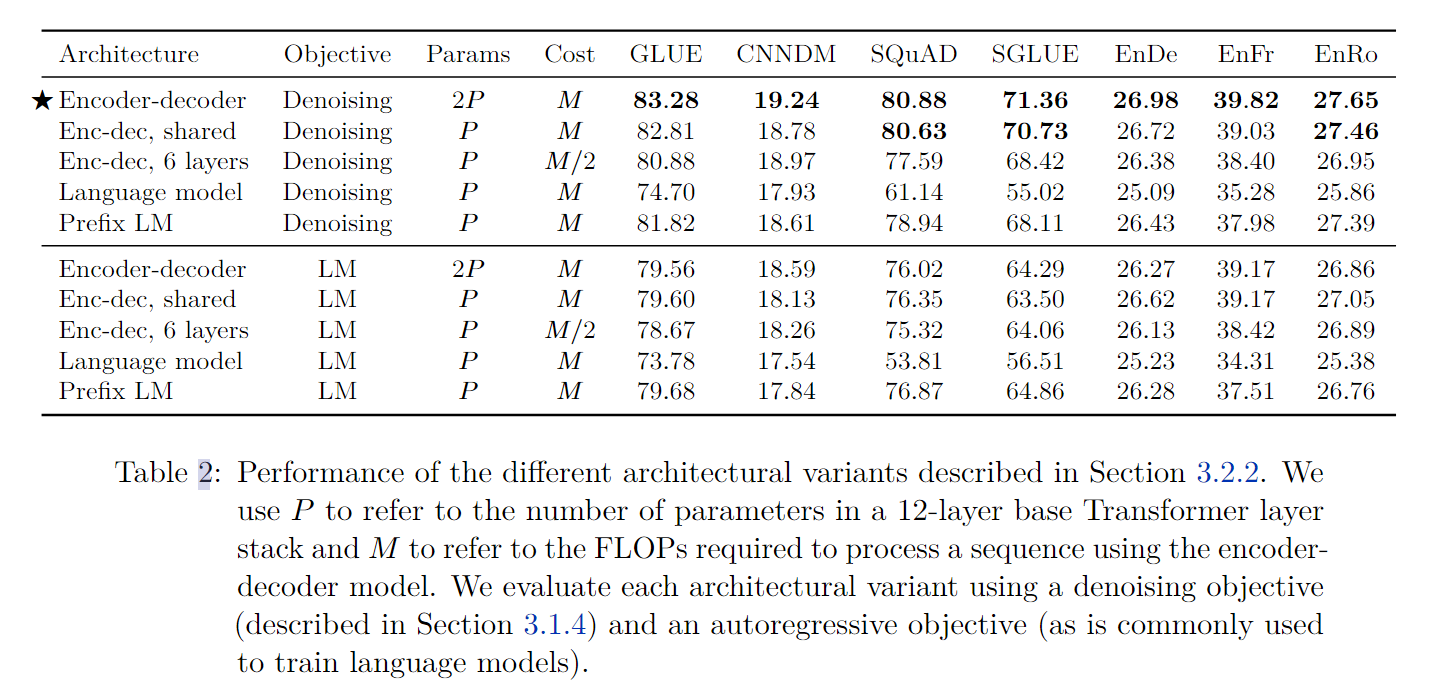 Architecture Objective Params Cost GLUE CNNDM SQuAD SGLUE EnDe EnFr EnRo
★ Encoder-decoder Denoising 2P M 83.28 19.24 80.88 71.36 26.98 39.82 27.65
Enc-dec, shared Denoising P M 82.81 18.78 80.63 70.73 26.72 39.03 27.46
Enc-dec, 6 layers Denoising P M/2 80.88 18.97 77.59 68.42 26.38 38.40 26.95
Language model Denoising P M 74.70 17.93 61.14 55.02 25.09 35.28 25.86
Prefix LM Denoising P M 81.82 18.61 78.94 68.11 26.43 37.98 27.39
Encoder-decoder LM 2P M 79.56 18.59 76.02 64.29 26.27 39.17 26.86
Enc-dec, shared LM P M 79.60 18.13 76.35 63.50 26.62 39.17 27.05
Enc-dec, 6 layers LM P M/2 78.67 18.26 75.32 64.06 26.13 38.42 26.89
Language model LM P M 73.78 17.54 53.81 56.51 25.23 34.31 25.38
Prefix LM LM P M 79.68 17.84 76.87 64.86 26.28 37.51 26.76
Table 2: Performance of the different architectural variants described in Section 3.2.2. We
use P to refer to the number of parameters in a 12-layer base Transformer layer
stack and M to refer to the FLOPs required to process a sequence using the encoder-
decoder model. We evaluate each architectural variant using a denoising objective
(described in Section 3.1.4) and an autoregressive objective (as is commonly used
to train language models).